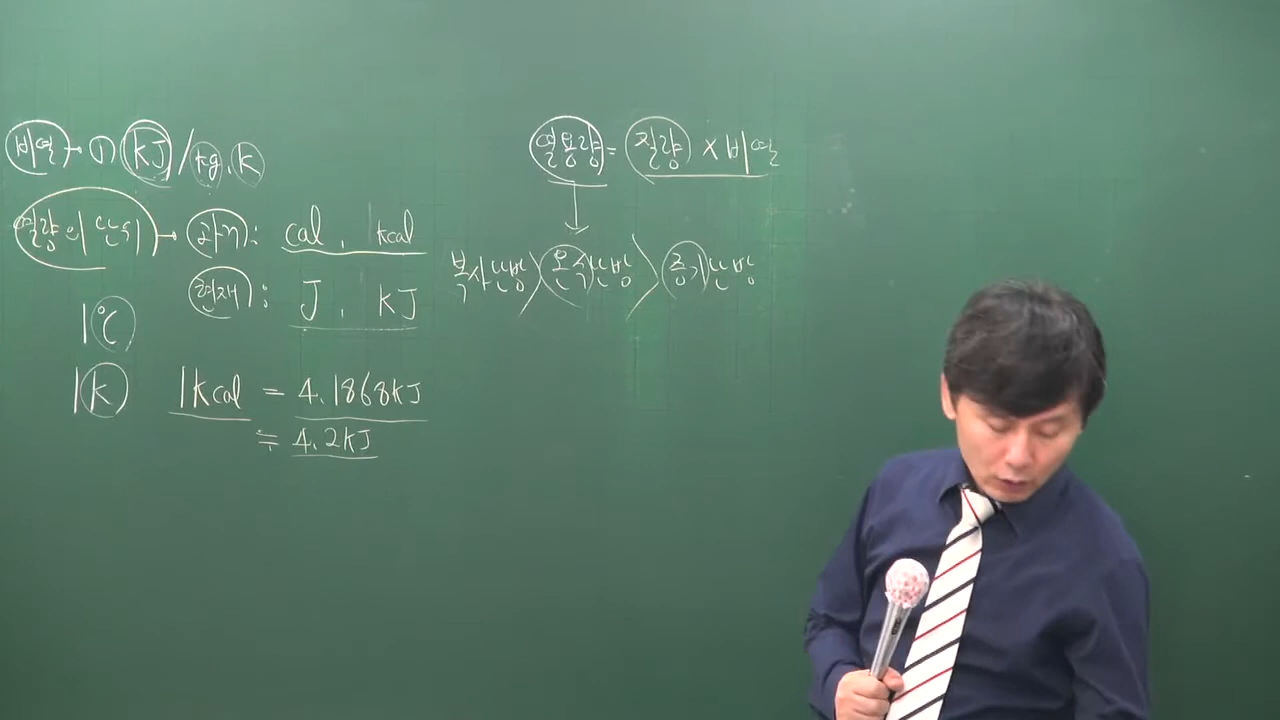 비열 → ① kJ/kg.k
열량의 단위 → 과거: cal, 1kcal
현재: J, kJ
1℃
1k
1kcal = 4.1868kJ
≒ 4.2kJ
열용량 = 질량 × 비열
↓
복사난방 > 온수난방 > 증기난방